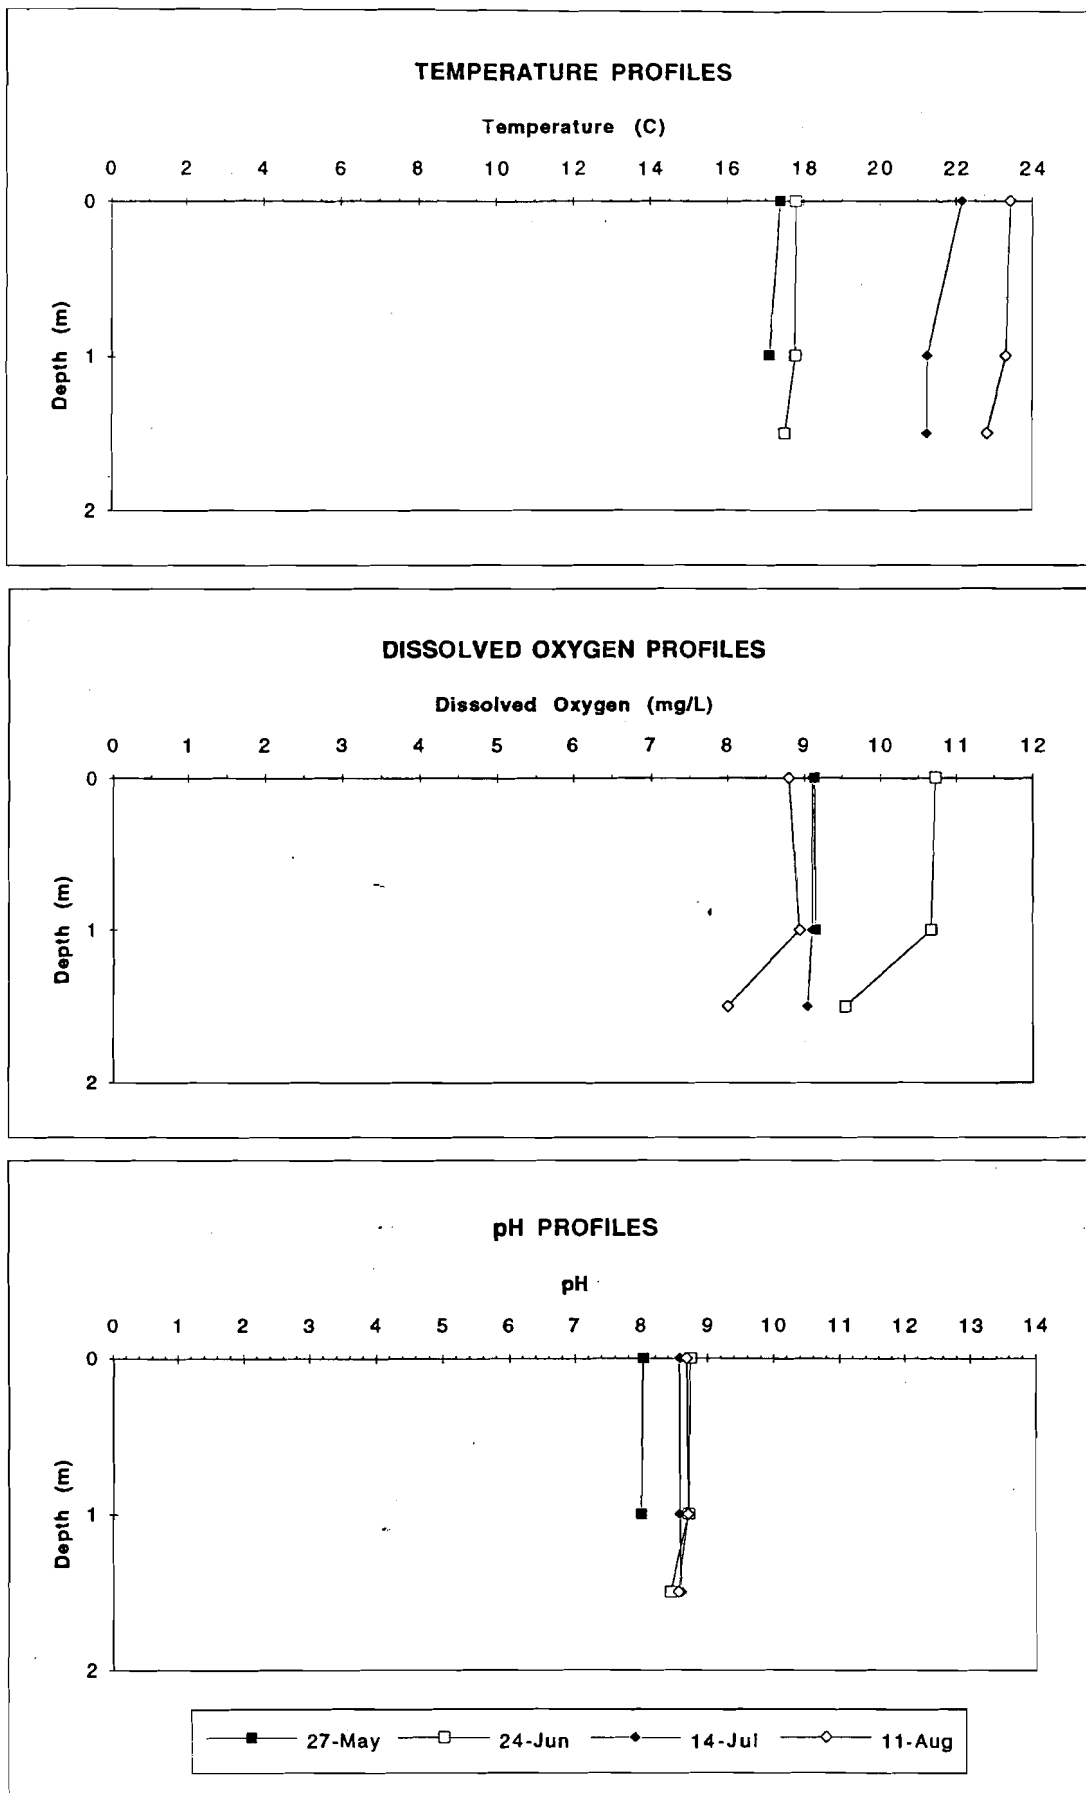 TEMPERATURE PROFILES
Temperature (C)
0 2 4 6 8 10 12 14 16 18 20 22 24
0
1
2
Depth (m)
DISSOLVED OXYGEN PROFILES
Dissolved Oxygen (mg/L)
0 1 2 3 4 5 6 7 8 9 10 11 12
0
1
2
Depth (m)
pH PROFILES
pH
0 1 2 3 4 5 6 7 8 9 10 11 12 13 14
0
1
2
Depth (m)
27-May 24-Jun 14-Jul 11-Aug